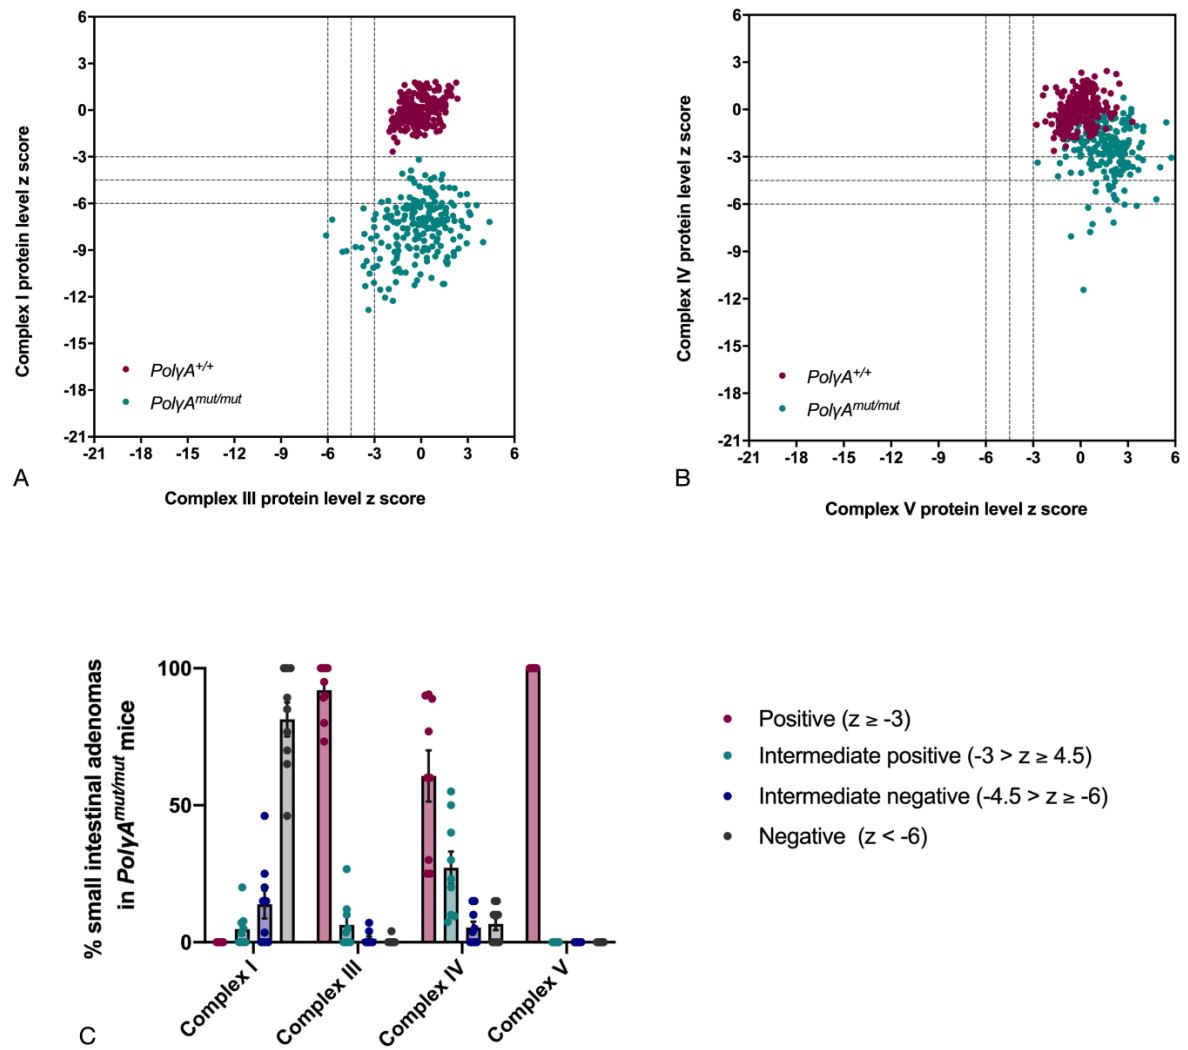 6
3
0
-3
-6
-9
-12
-15
-18
-21
-21 -18 -15 -12 -9 -6 -3 0 3 6
Complex I protein level z score
PolγA+/+
PolγAmut/mut
A
Complex III protein level z score
6
3
0
-3
-6
-9
-12
-15
-18
-21
-21 -18 -15 -12 -9 -6 -3 0 3 6
Complex IV protein level z score
PolγA+/+
PolγAmut/mut
B
Complex V protein level z score
% small intestinal adenomas
in PolγAmut/mut mice
100
50
0
Complex I
Complex III
Complex IV
Complex V
C
Positive (z ≥ -3)
Intermediate positive (-3 > z ≥ 4.5)
Intermediate negative (-4.5 > z ≥ -6)
Negative (z < -6)